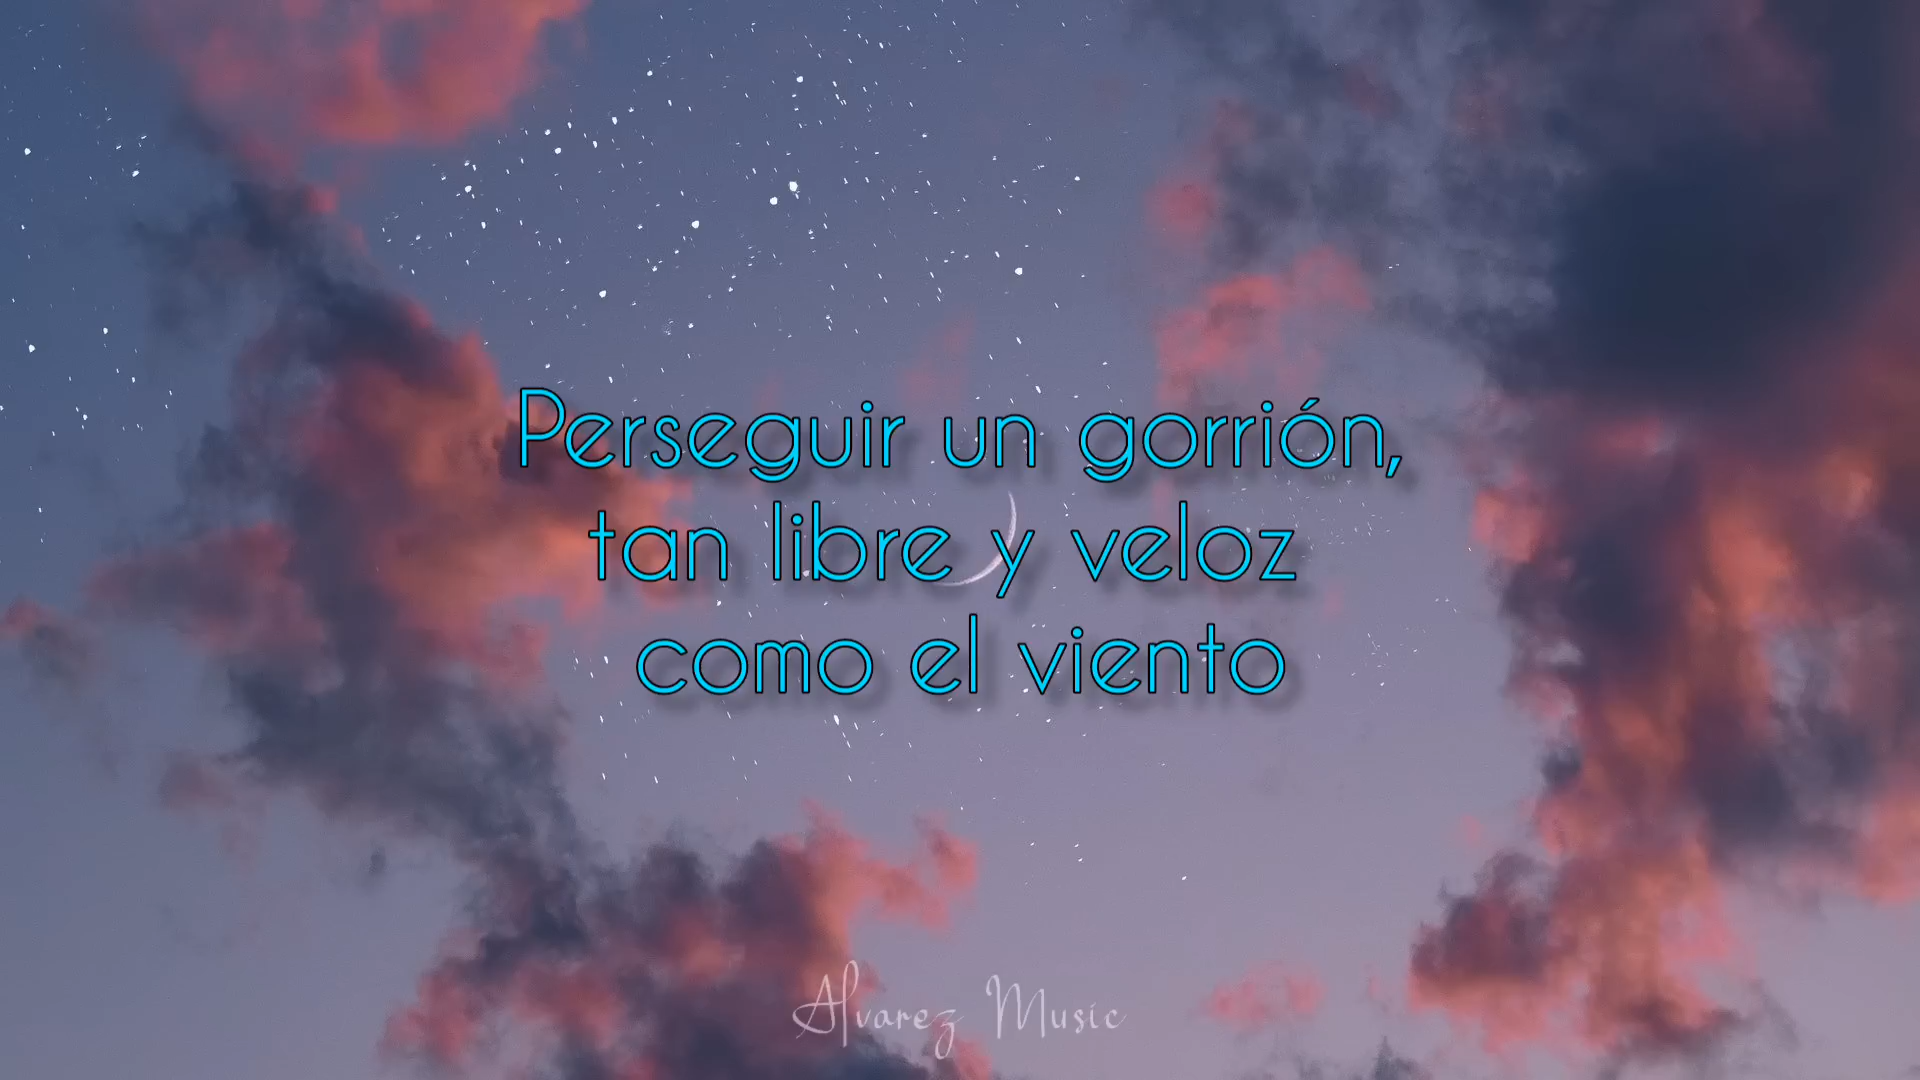 Perseguir un gorrión,
tan libre y veloz
como el viento
Alvarez Music